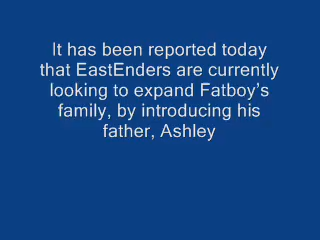 It has been reported today
that EastEnders are currently
looking to expand Fatboy's
family, by introducing his
father, Ashley